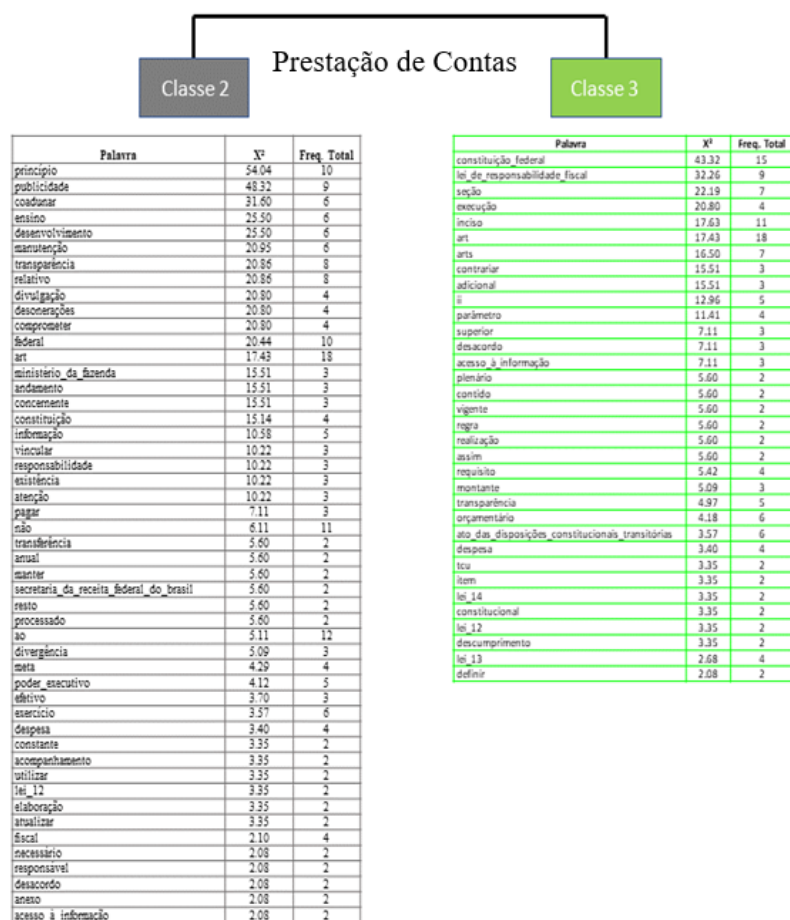 Prestação de Contas
Classe 2
Classe 3
Palavra X² Freq. Total
princípio 54.04 10
publicidade 48.32 9
coadunar 31.60 6
ensino 25.50 6
desenvolvimento 25.50 6
manutenção 20.95 6
transparência 20.86 8
relativo 20.86 8
divulgação 20.80 4
desonerações 20.80 4
comprometer 20.80 4
federal 20.44 10
art 17.43 18
ministério_da_fazenda 15.51 3
andamento 15.51 3
concernente 15.51 3
constituição 15.14 4
informação 10.58 5
vincular 10.22 3
responsabilidade 10.22 3
existência 10.22 3
atenção 10.22 3
pagar 7.11 3
não 6.11 11
transferência 5.60 2
anual 5.60 2
manter 5.60 2
secretaria_da_receita_federal_do_brasil 5.60 2
resto 5.60 2
processado 5.60 2
ao 5.11 12
divergência 5.09 3
meta 4.29 4
poder_executivo 4.12 5
efetivo 3.70 3
exercício 3.57 6
despesa 3.40 4
constante 3.35 2
acompanhamento 3.35 2
utilizar 3.35 2
lei_12 3.35 2
elaboração 3.35 2
atualizar 3.35 2
fiscal 2.10 4
necessário 2.08 2
responsável 2.08 2
desacordo 2.08 2
anexo 2.08 2
acesso_à_informação 2.08 2
Palavra X² Freq. Total
constituição_federal 43.32 15
lei_de_responsabilidade_fiscal 32.26 9
seção 22.19 7
execução 20.80 4
inciso 17.63 11
art 17.43 18
arts 16.50 7
contrariar 15.51 3
adicional 15.51 3
ii 12.96 5
parâmetro 11.41 4
superior 7.11 3
desacordo 7.11 3
acesso_à_informação 7.11 3
plenário 5.60 2
contido 5.60 2
vigente 5.60 2
regra 5.60 2
realização 5.60 2
assim 5.60 2
requisito 5.42 4
montante 5.09 3
transparência 4.97 5
orçamentário 4.18 6
ato_das_disposições_constitucionais_transitórias 3.57 6
despesa 3.40 4
tcu 3.35 2
item 3.35 2
lei_14 3.35 2
constitucional 3.35 2
lei_12 3.35 2
descumprimento 3.35 2
lei_13 2.68 4
definir 2.08 2